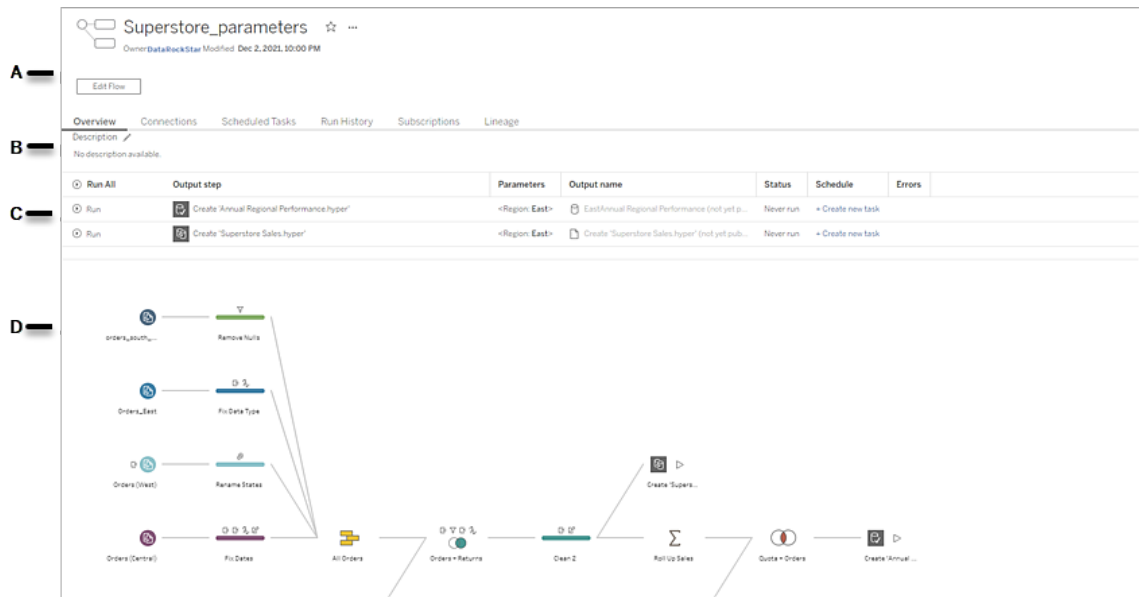 Superstore_parameters
Owner DataRockStar Modified Dec 2, 2021, 10:00 PM
A
Edit Flow
Overview Connections Scheduled Tasks Run History Subscriptions Lineage
B
Description
No description available.
Run All Output step Parameters Output name Status Schedule Errors
C
Run Create 'Annual Regional Performance.hyper' <Region: East> EastAnnual Regional Performance (not yet p... Never run + Create new task
Run Create 'Superstore Sales.hyper' <Region: East> Create 'Superstore Sales.hyper' (not yet pub... Never run + Create new task
D
orders_south_... Remove Nulls
Orders_East Fix Data Type
Orders (West) Rename States Create 'Supers...
Orders (Central) Fix Dates All Orders Orders + Returns Clean 2 Roll Up Sales Quota + Orders Create 'Annual ...